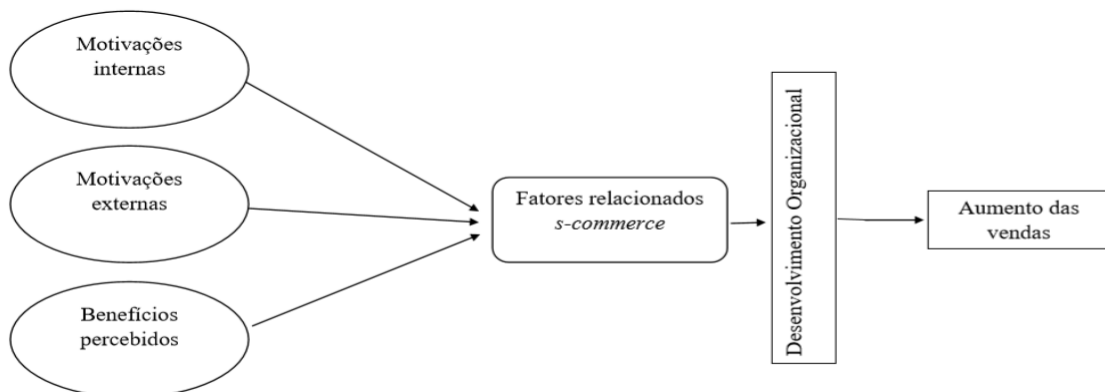 Motivações
internas
Motivações
externas
Benefícios
percebidos
Fatores relacionados
s-commerce
Desenvolvimento Organizacional
Aumento das
vendas